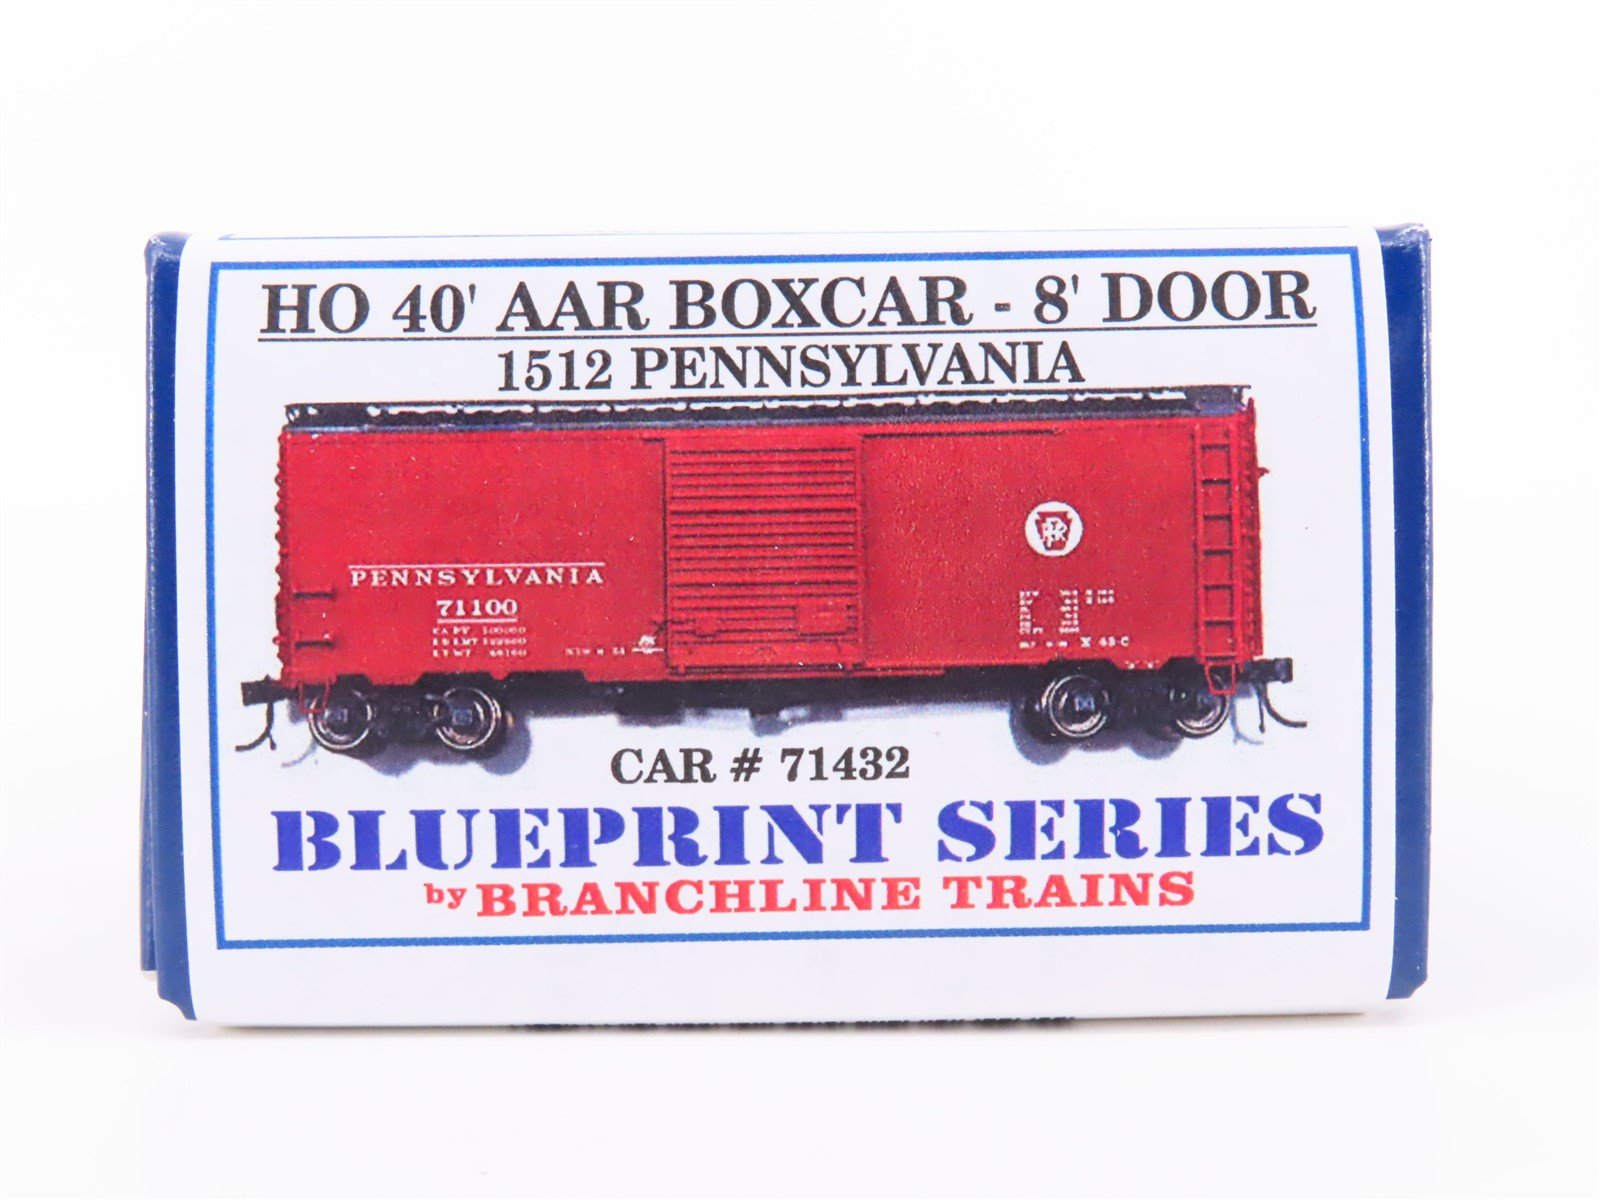 HO 40' AAR BOXCAR - 8' DOOR
1512 PENNSYLVANIA
PENNSYLVANIA
71100
CAR # 71432
BLUEPRINT SERIES
by BRANCHLINE TRAINS